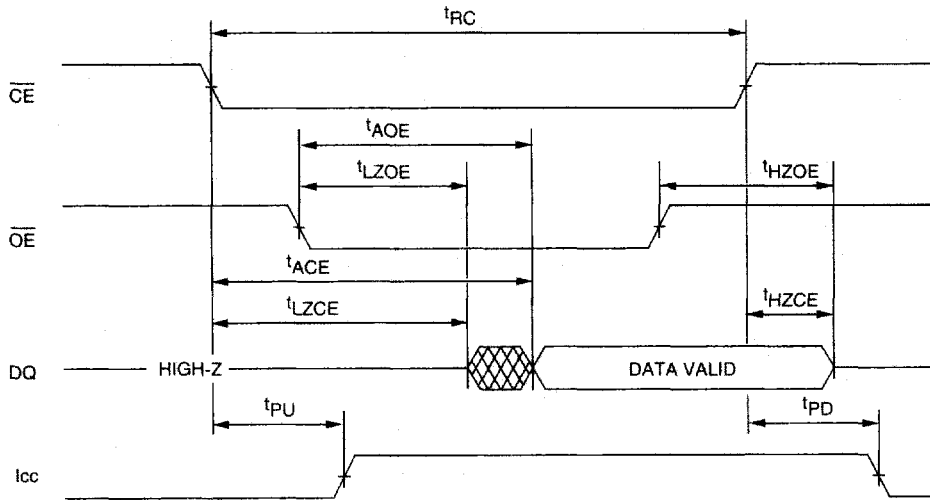 tRC
CE
tAOE
tLZOE
tHZOE
OE
tACE
tLZCE
tHZCE
DQ
HIGH-Z
DATA VALID
tPU
tPD
Icc